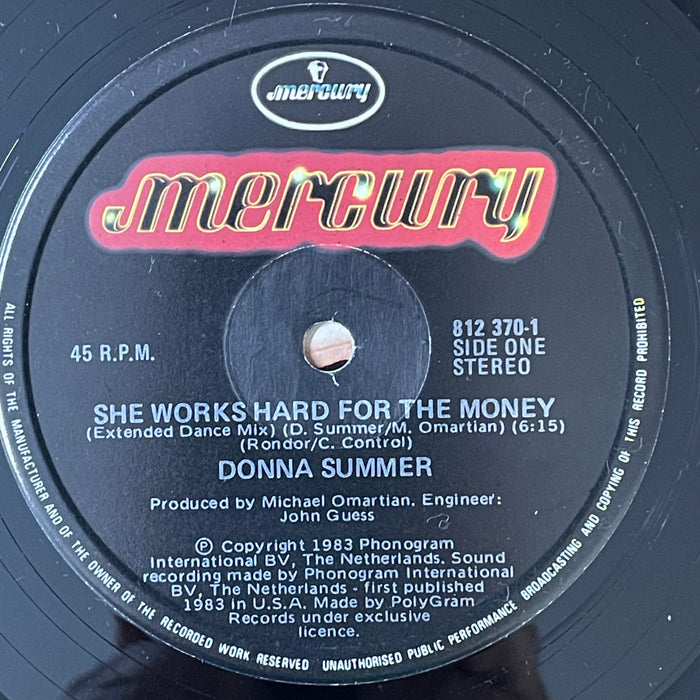 mercury
mercury
45 R.P.M.
812 370-1
SIDE ONE
STEREO
SHE WORKS HARD FOR THE MONEY
(Extended Dance Mix) (D. Summer/M. Omartian) (6:15)
(Rondor/C. Control)
DONNA SUMMER
Produced by Michael Omartian. Engineer:
John Guess
Ⓟ Copyright 1983 Phonogram
International BV, The Netherlands. Sound
recording made by Phonogram International
BV, The Netherlands - first published
1983 in U.S.A. Made by PolyGram
Records under exclusive
licence.
ALL RIGHTS OF THE MANUFACTURER AND OF THE OWNER OF THE RECORDED WORK RESERVED UNAUTHORISED PUBLIC PERFORMANCE BROADCASTING AND COPYING OF THIS RECORD PROHIBITED